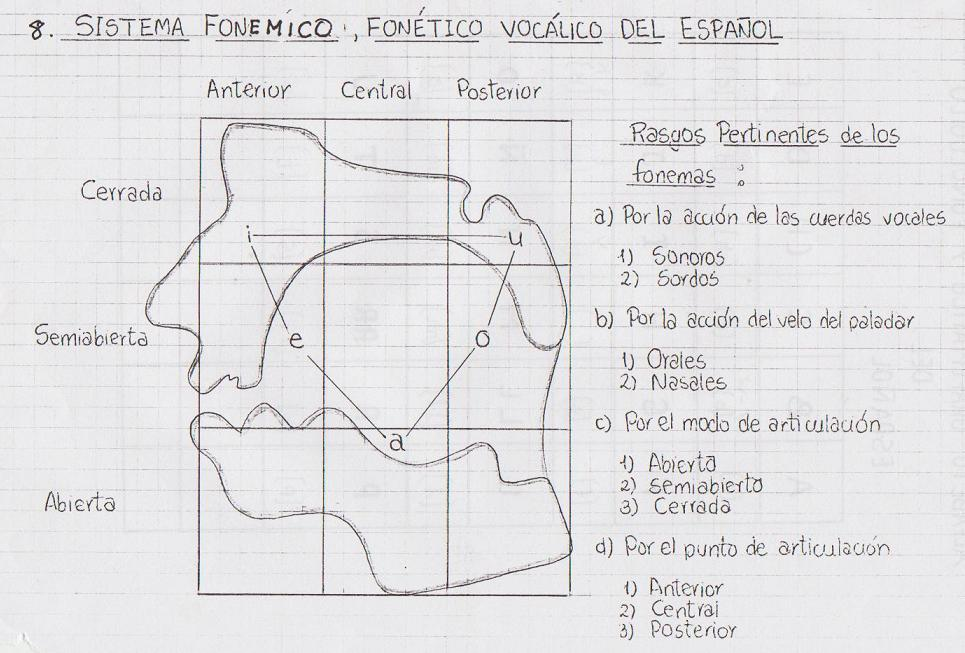 8. SISTEMA FONEMICO, FONÉTICO VOCÁLICO DEL ESPAÑOL
Anterior Central Posterior
Cerrada
Semiabierta
Abierta
i u
e o
a
Rasgos Pertinentes de los
fonemas :
a) Por la acción de las cuerdas vocales
1) Sonoros
2) Sordos
b) Por la acción del velo del paladar
1) Orales
2) Nasales
c) Por el modo de articulación
1) Abierta
2) semiabierto
3) Cerrada
d) Por el punto de articulación
1) Anterior
2) Central
3) Posterior